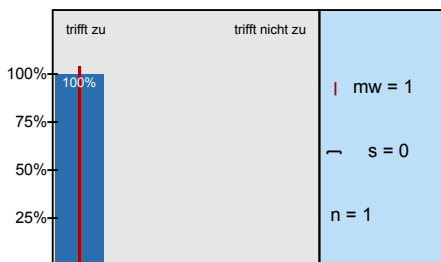 trifft zu trifft nicht zu
100%
100%
75%
50%
25%
mw = 1
s = 0
n = 1